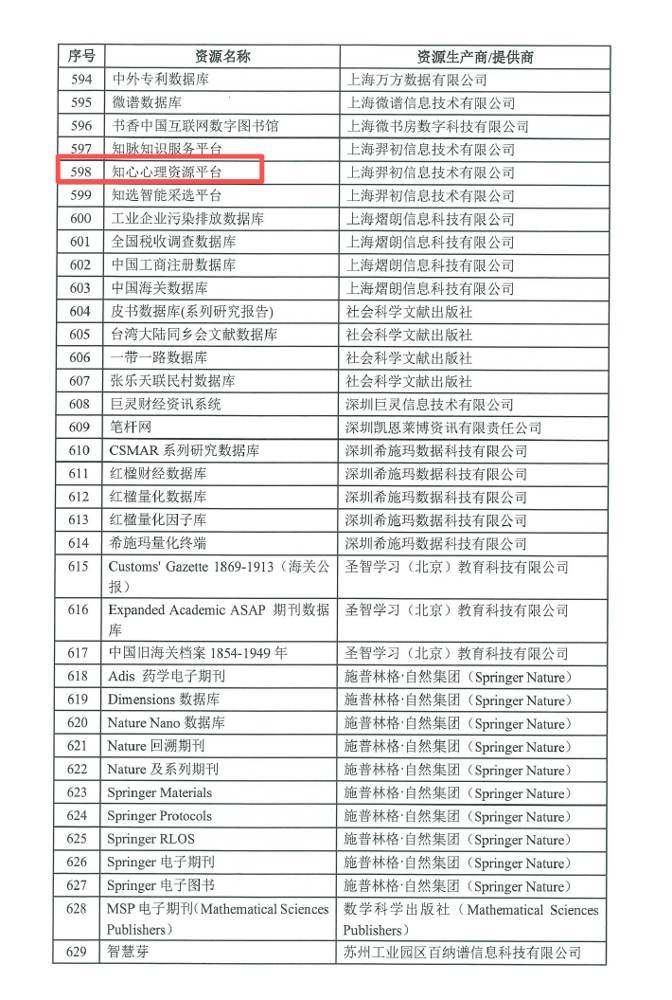 序号 资源名称 资源生产商/提供商
594 中外专利数据库 上海万方数据有限公司
595 微谱数据库 上海微谱信息技术有限公司
596 书香中国互联网数字图书馆 上海微书房数字科技有限公司
597 知脉知识服务平台 上海羿初信息技术有限公司
598 知心心理资源平台 上海羿初信息技术有限公司
599 知选智能采选平台 上海羿初信息技术有限公司
600 工业企业污染排放数据库 上海熠朗信息科技有限公司
601 全国税收调查数据库 上海熠朗信息科技有限公司
602 中国工商注册数据库 上海熠朗信息科技有限公司
603 中国海关数据库 上海熠朗信息科技有限公司
604 皮书数据库(系列研究报告) 社会科学文献出版社
605 台湾大陆同乡会文献数据库 社会科学文献出版社
606 一带一路数据库 社会科学文献出版社
607 张乐天联民村数据库 社会科学文献出版社
608 巨灵财经资讯系统 深圳巨灵信息技术有限公司
609 笔杆网 深圳凯恩莱博资讯有限责任公司
610 CSMAR 系列研究数据库 深圳希施玛数据科技有限公司
611 红楹财经数据库 深圳希施玛数据科技有限公司
612 红楹量化数据库 深圳希施玛数据科技有限公司
613 红楹量化因子库 深圳希施玛数据科技有限公司
614 希施玛量化终端 深圳希施玛数据科技有限公司
615 Customs' Gazette 1869-1913（海关公 圣智学习（北京）教育科技有限公司
报）
616 Expanded Academic ASAP 期刊数据 圣智学习（北京）教育科技有限公司
库
617 中国旧海关档案 1854-1949 年 圣智学习（北京）教育科技有限公司
618 Adis 药学电子期刊 施普林格·自然集团（Springer Nature）
619 Dimensions 数据库 施普林格·自然集团（Springer Nature）
620 Nature Nano 数据库 施普林格·自然集团（Springer Nature）
621 Nature 回溯期刊 施普林格·自然集团（Springer Nature）
622 Nature 及系列期刊 施普林格·自然集团（Springer Nature）
623 Springer Materials 施普林格·自然集团（Springer Nature）
624 Springer Protocols 施普林格·自然集团（Springer Nature）
625 Springer RLOS 施普林格·自然集团（Springer Nature）
626 Springer 电子期刊 施普林格·自然集团（Springer Nature）
627 Springer 电子图书 施普林格·自然集团（Springer Nature）
628 MSP 电子期刊（Mathematical Sciences 数学科学出版社（Mathematical Sciences
Publishers） Publishers）
629 智慧芽 苏州工业园区百纳谱信息科技有限公司